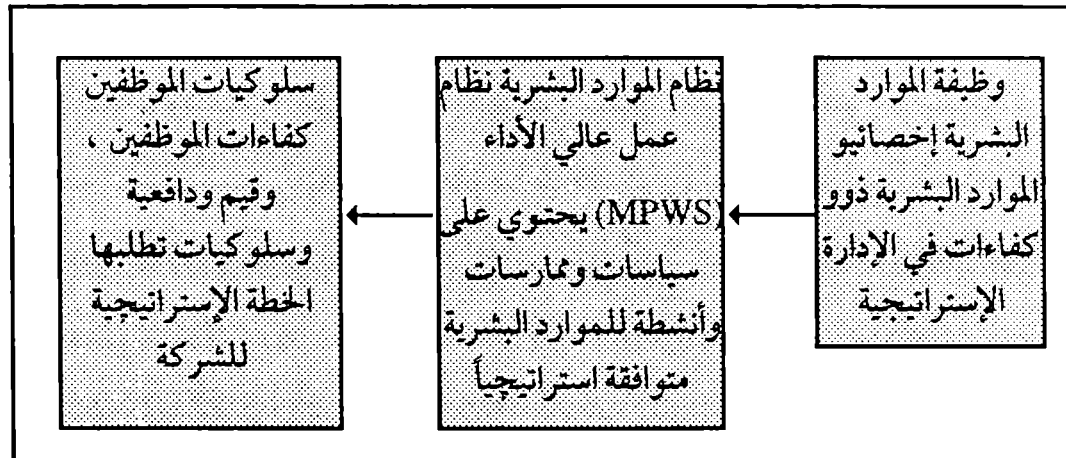 وظيفة الموارد
البشرية إخصائيو
الموارد البشرية ذوو
كفاءات في الإدارة
الإستراتيجية
نظام الموارد البشرية نظام
عمل عالي الأداء
(MPWS) يحتوي على
سياسات وممارسات
وأنشطة للموارد البشرية
متوافقة استراتيجياً
سلوكيات الموظفين
كفاءات الموظفين ،
وقيم ودافعية
وسلوكيات تطلبها
الخطة الإستراتيجية
للشركة